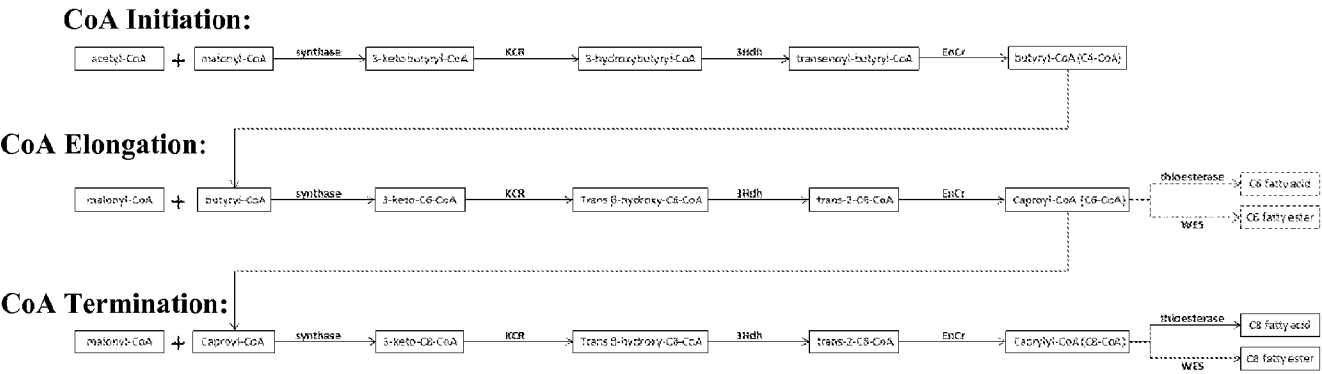 CoA Initiation:
synthase KCR 3Hdh EnCr
acetyl-CoA + malonyl-CoA 3-ketobutyryl-CoA 3-hydroxybutyryl-CoA transenoyl-butyryl-CoA butyryl-CoA (C4-CoA)
CoA Elongation:
synthase KCR 3Hdh EnCr thioesterase
C6 fatty acid
malonyl-CoA + butyryl-CoA 3-keto-C6-CoA Trans β-hydroxy-C6-CoA trans-2-C6-CoA Caproyl-CoA (C6-CoA)
WES C6 fatty ester
CoA Termination:
synthase KCR 3Hdh EnCr thioesterase
C8 fatty acid
malonyl-CoA + Caproyl-CoA 3-keto-C8-CoA Trans β-hydroxy-C8-CoA trans-2-C8-CoA Caprylyl-CoA (C8-CoA)
WES C8 fatty ester